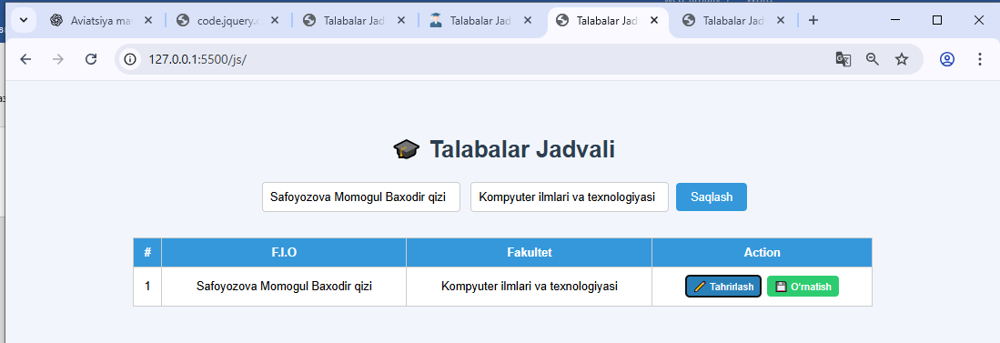 Aviatsiya ma
code.jquery.c
Talabalar Jad
Talabalar Jad
Talabalar Jad
Talabalar Jad
127.0.0.1:5500/js/
🎓 Talabalar Jadvali
Safoyozova Momogul Baxodir qizi
Kompyuter ilmlari va texnologiyasi
Saqlash
# F.I.O Fakultet Action
1 Safoyozova Momogul Baxodir qizi Kompyuter ilmlari va texnologiyasi ✏️ Tahrirlash 💾 O'rnatish